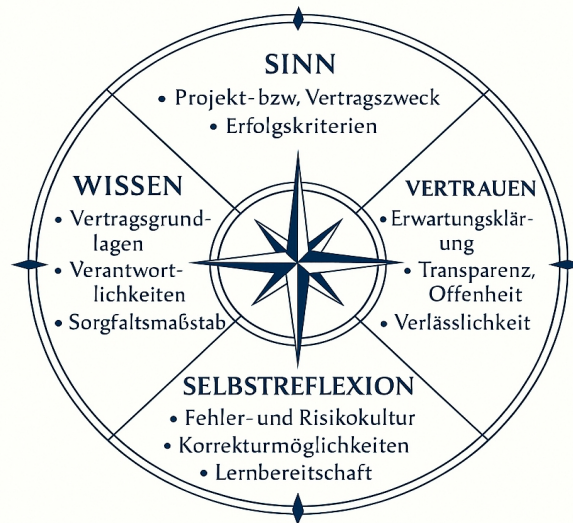 SINN
• Projekt- bzw, Vertragszweck
• Erfolgskriterien
WISSEN
• Vertragsgrund-
lagen
• Verantwort-
lichkeiten
• Sorgfaltsmaßstab
VERTRAUEN
• Erwartungsklär-
ung
• Transparenz,
Offenheit
• Verlässlichkeit
SELBSTREFLEXION
• Fehler- und Risikokultur
• Korrekturmöglichkeiten
• Lernbereitschaft